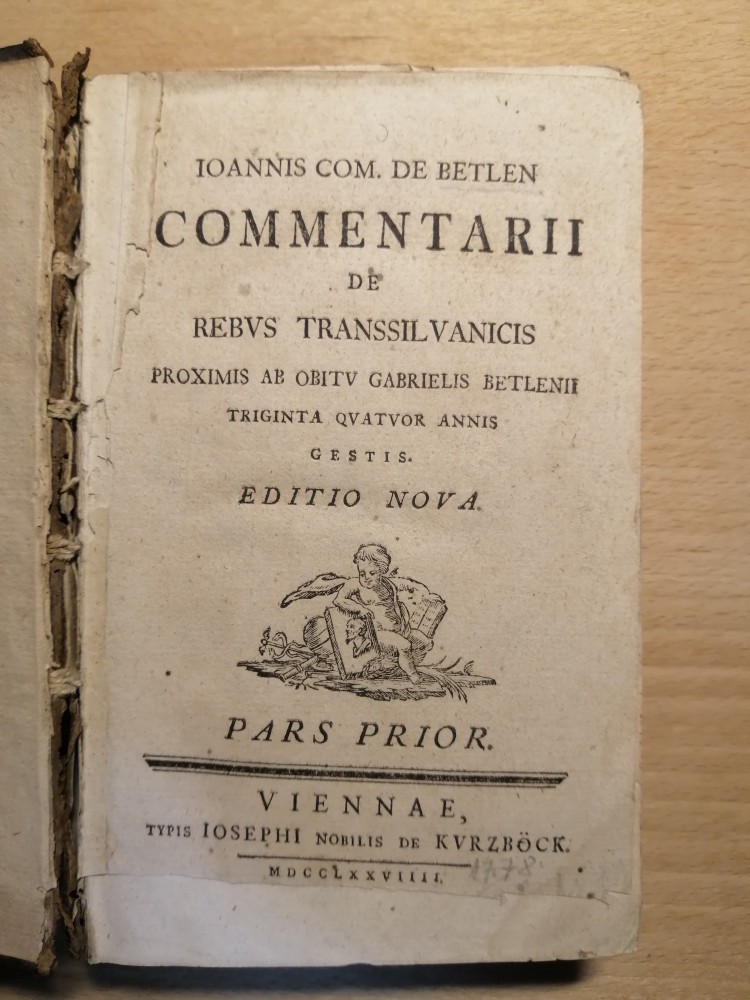 IOANNIS COM. DE BETLEN
COMMENTARII
DE
REBVS TRANSSILVANICIS
PROXIMIS AB OBITV GABRIELIS BETLENII
TRIGINTA QVATVOR ANNIS
GESTIS.
EDITIO NOVA.
PARS PRIOR.
VIENNAE,
TYPIS IOSEPHI NOBILIS DE KVRZBÖCK.
MDCCLXXVIIII.
1778